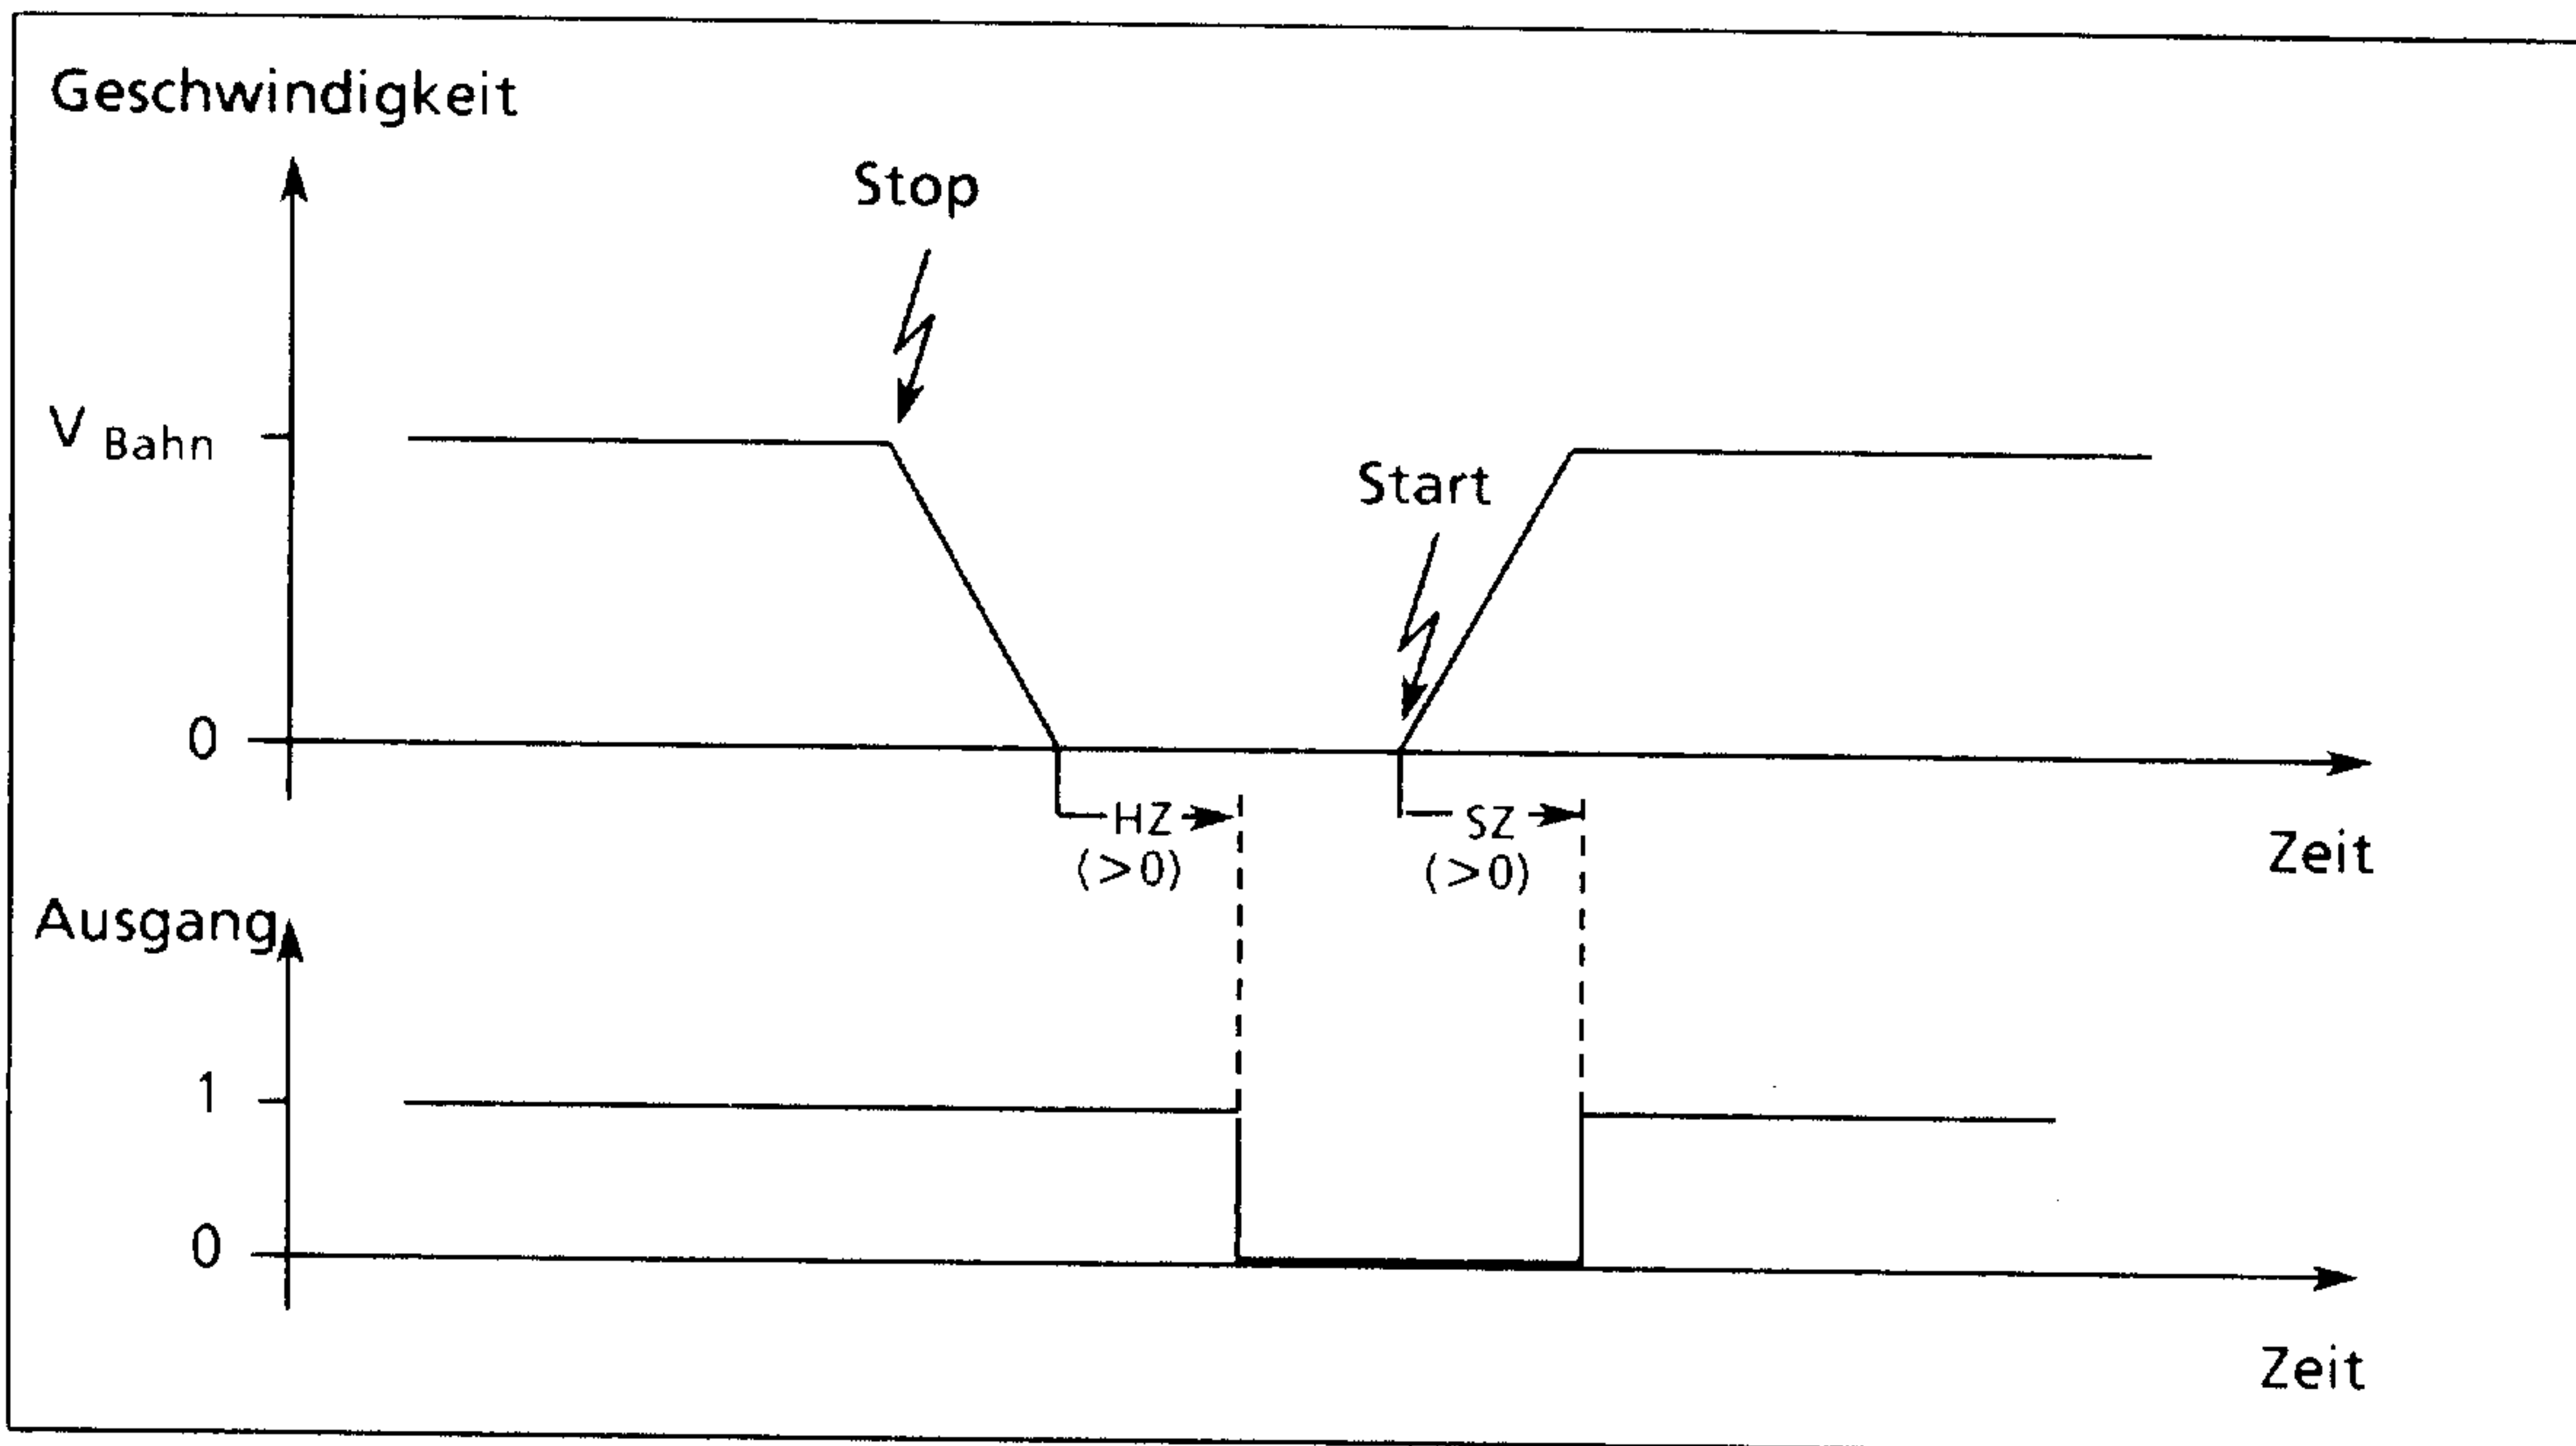 Geschwindigkeit
Stop
V Bahn
Start
0
HZ
(>0)
SZ
(>0)
Zeit
Ausgang
1
0
Zeit